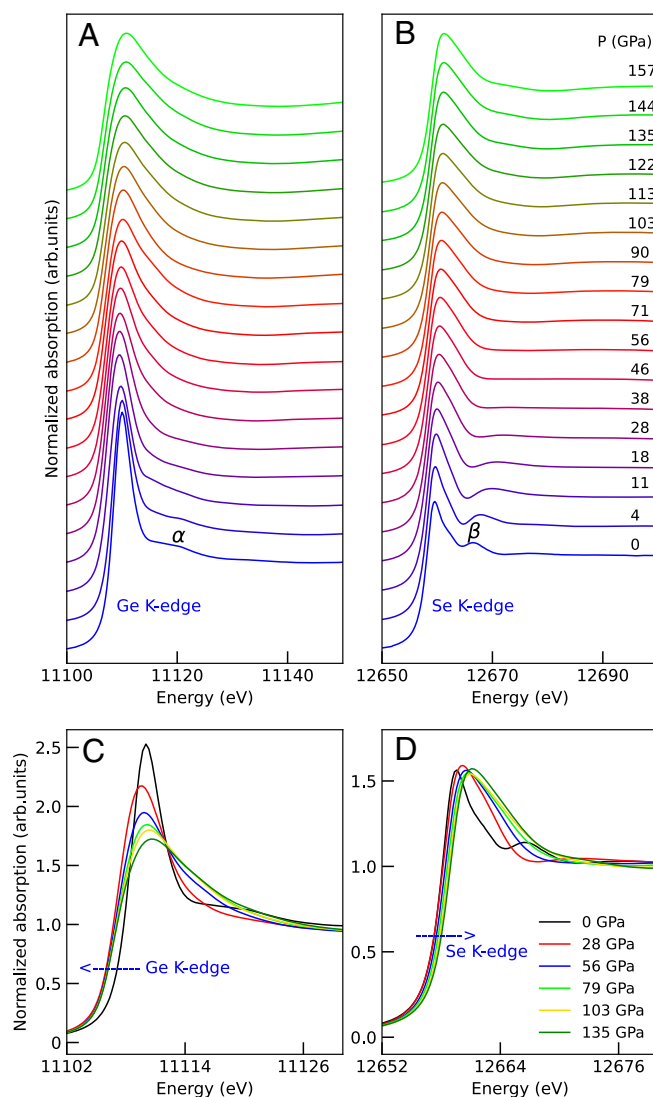 A
B
P (GPa)
157
144
135
122
113
103
90
79
71
56
46
38
28
18
11
4
0
α
β
Ge K-edge
Se K-edge
Normalized absorption (arb.units)
11100 11120 11140
12650 12670 12690
Energy (eV)
Energy (eV)
C
D
2.5
2.0
1.5
1.0
0.5
0
1.5
1.0
0.5
0.0
Normalized absorption (arb.units)
< Ge K-edge
>
Se K-edge
0 GPa
28 GPa
56 GPa
79 GPa
103 GPa
135 GPa
11102 11114 11126
12652 12664 12676
Energy (eV)
Energy (eV)